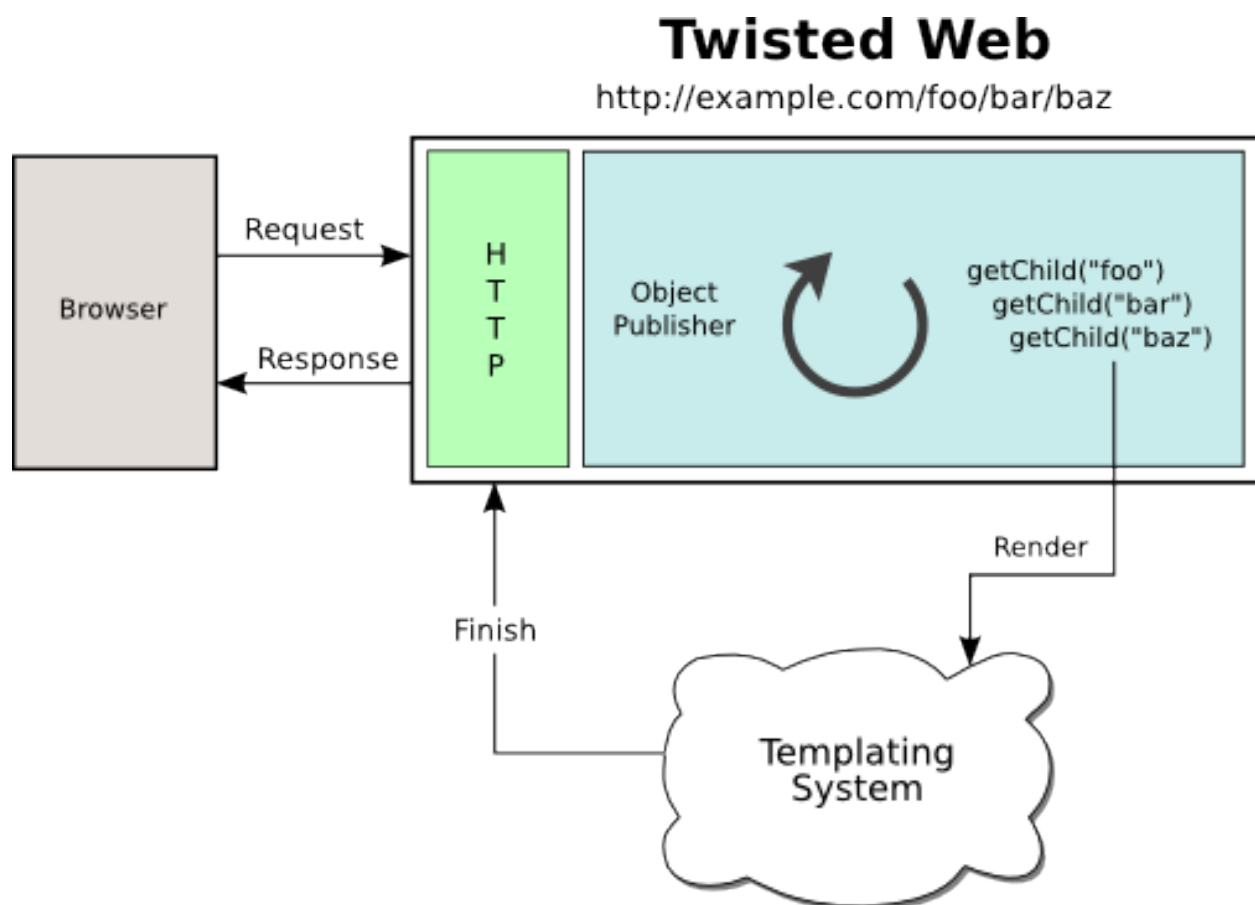 Twisted Web
http://example.com/foo/bar/baz
Request
Response
Browser
H
T
T
P
Object
Publisher
getChild("foo")
getChild("bar")
getChild("baz")
Render
Finish
Templating
System